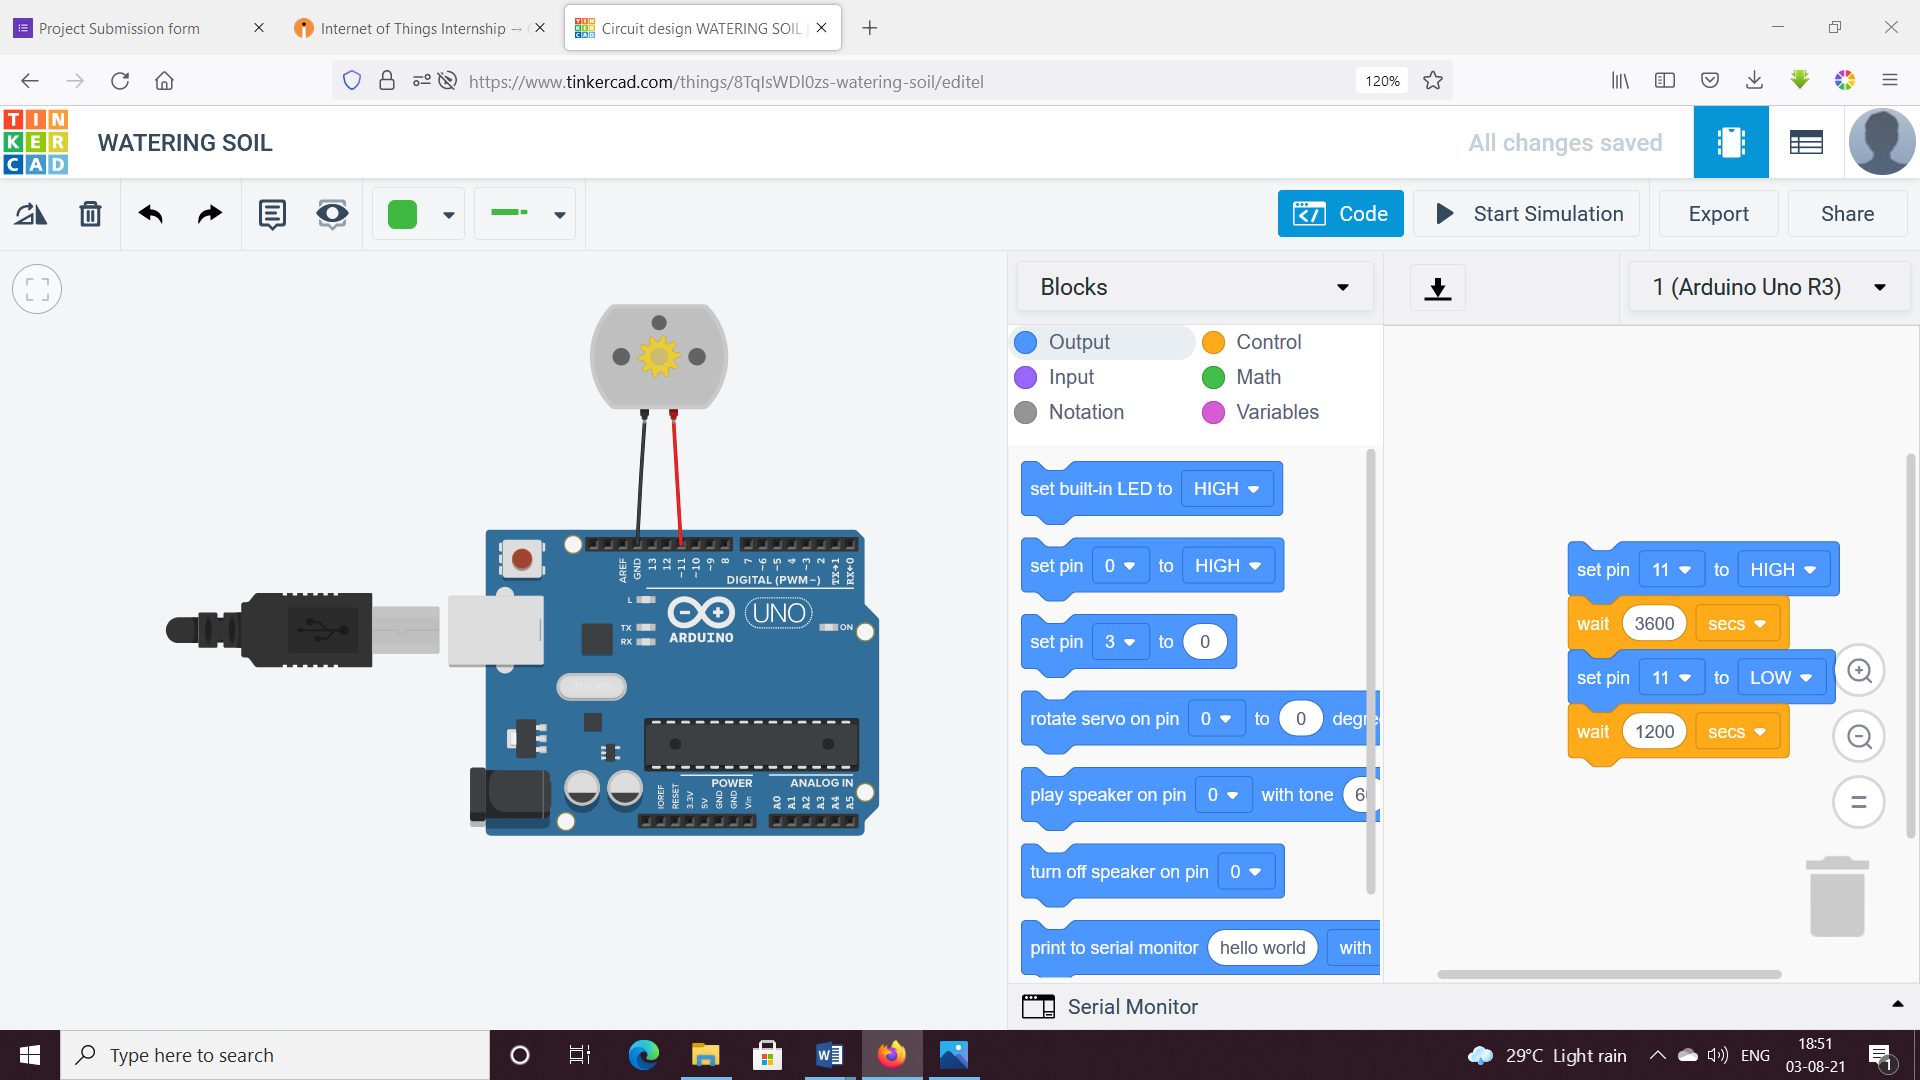 Project Submission form
Internet of Things Internship —
Circuit design WATERING SOIL
https://www.tinkercad.com/things/8TqIsWDl0zs-watering-soil/editel
120%
TINKERCAD
WATERING SOIL
All changes saved
Code
Start Simulation
Export
Share
Blocks
1 (Arduino Uno R3)
Output
Control
Input
Math
Notation
Variables
set built-in LED to HIGH
set pin 0 to HIGH
set pin 3 to 0
rotate servo on pin 0 to 0 degre
play speaker on pin 0 with tone 6
turn off speaker on pin 0
print to serial monitor hello world with
set pin 11 to HIGH
wait 3600 secs
set pin 11 to LOW
wait 1200 secs
AREF GND 13 12 ~11 ~10 ~9 8 7 ~6 ~5 4 ~3 2 TX→1 RX←0
DIGITAL (PWM~)
L
TX
RX
ARDUINO
UNO
ON
POWER
ANALOG IN
IOREF RESET 3.3V 5V GND GND Vin A0 A1 A2 A3 A4 A5
Serial Monitor
Type here to search
29°C Light rain
ENG
18:51
03-08-21
1